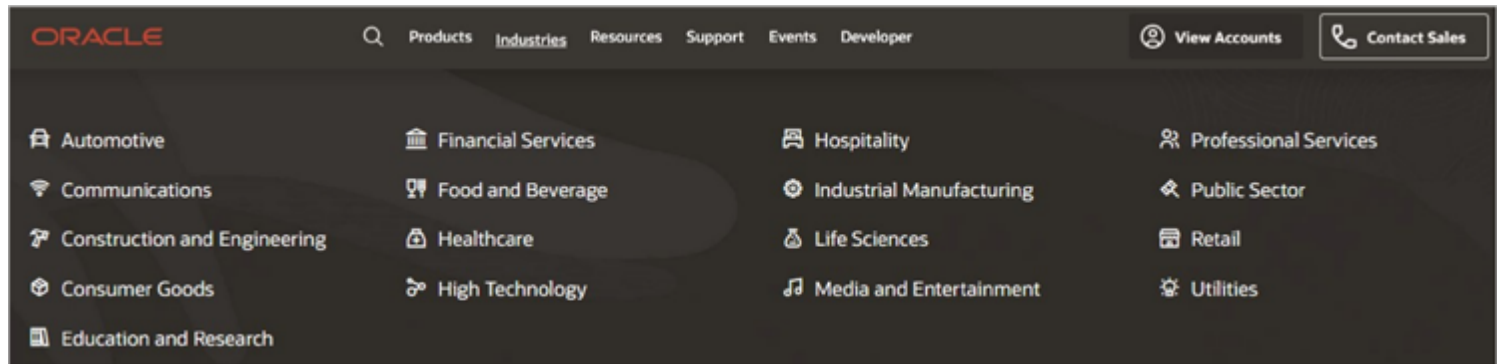 ORACLE
Products Industries Resources Support Events Developer
View Accounts
Contact Sales
Automotive
Communications
Construction and Engineering
Consumer Goods
Education and Research
Financial Services
Food and Beverage
Healthcare
High Technology
Hospitality
Industrial Manufacturing
Life Sciences
Media and Entertainment
Professional Services
Public Sector
Retail
Utilities